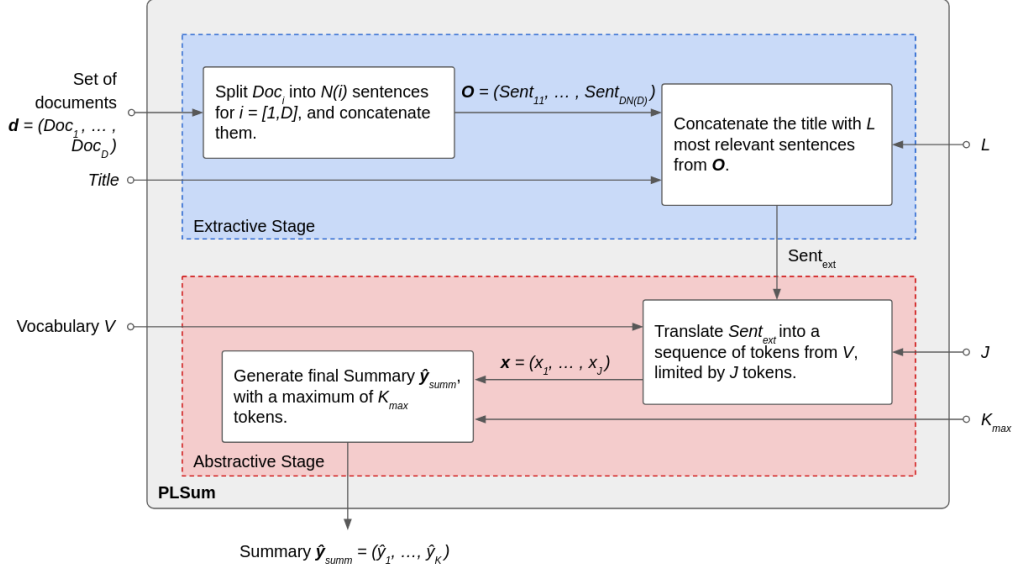 Set of
documents
d = (Doc1, … ,
DocD)
Title
Split Doci into N(i) sentences
for i = [1,D], and concatenate
them.
O = (Sent11, … , SentDN(D))
Concatenate the title with L
most relevant sentences
from O.
L
Extractive Stage
Sentext
Vocabulary V
Translate Sentext into a
sequence of tokens from V,
limited by J tokens.
J
x = (x1, … , xJ)
Generate final Summary ŷsumm,
with a maximum of Kmax
tokens.
Kmax
Abstractive Stage
PLSum
Summary ŷsumm = (ŷ1, …, ŷK)